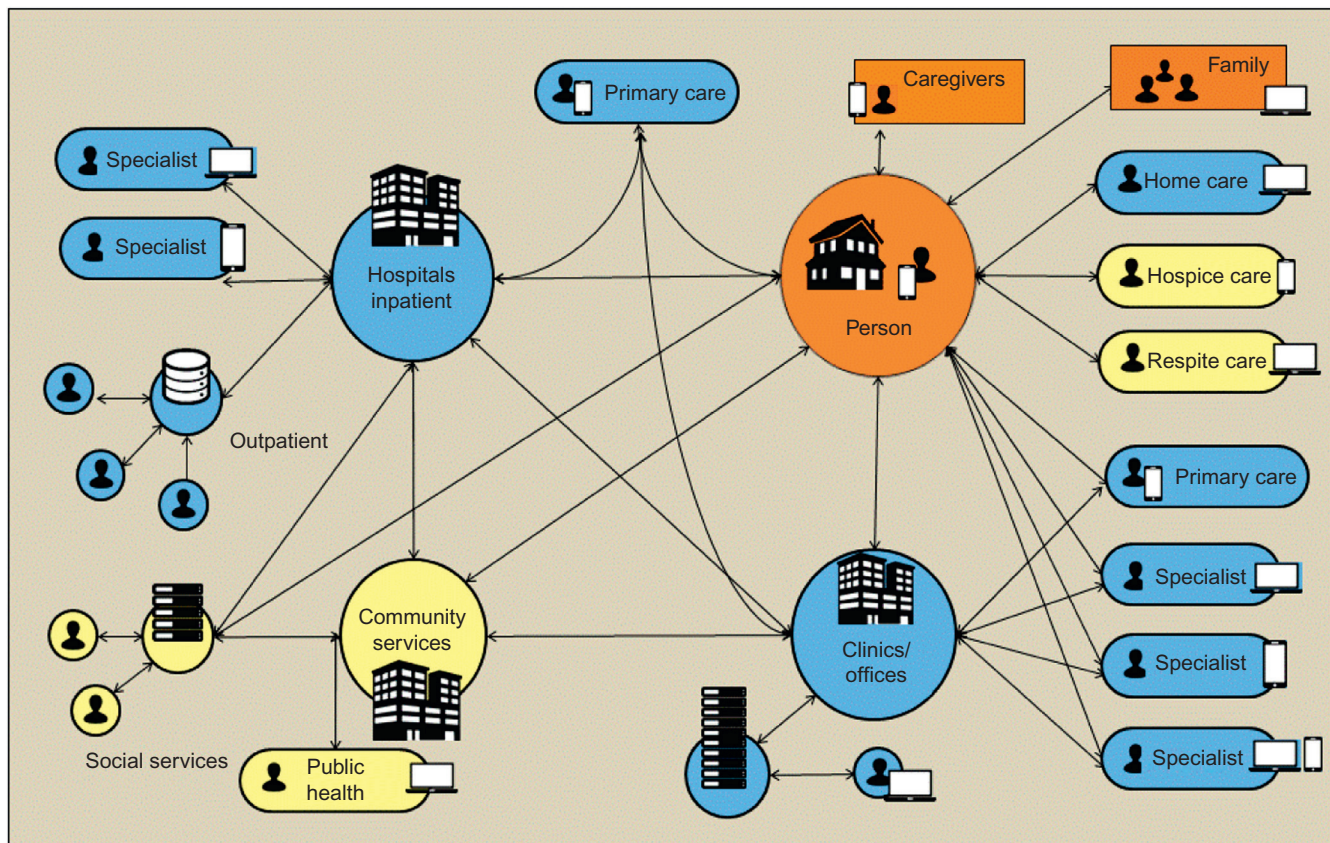 Primary care
Caregivers
Family
Specialist
Home care
Specialist
Hospitals
inpatient
Hospice care
Person
Respite care
Outpatient
Primary care
Specialist
Community
services
Clinics/
offices
Specialist
Social services
Public
health
Specialist